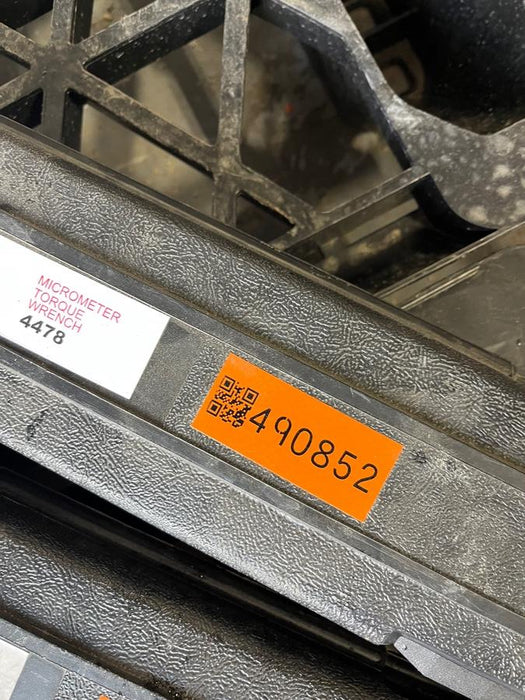 MICROMETER
TORQUE
WRENCH
4478
490852